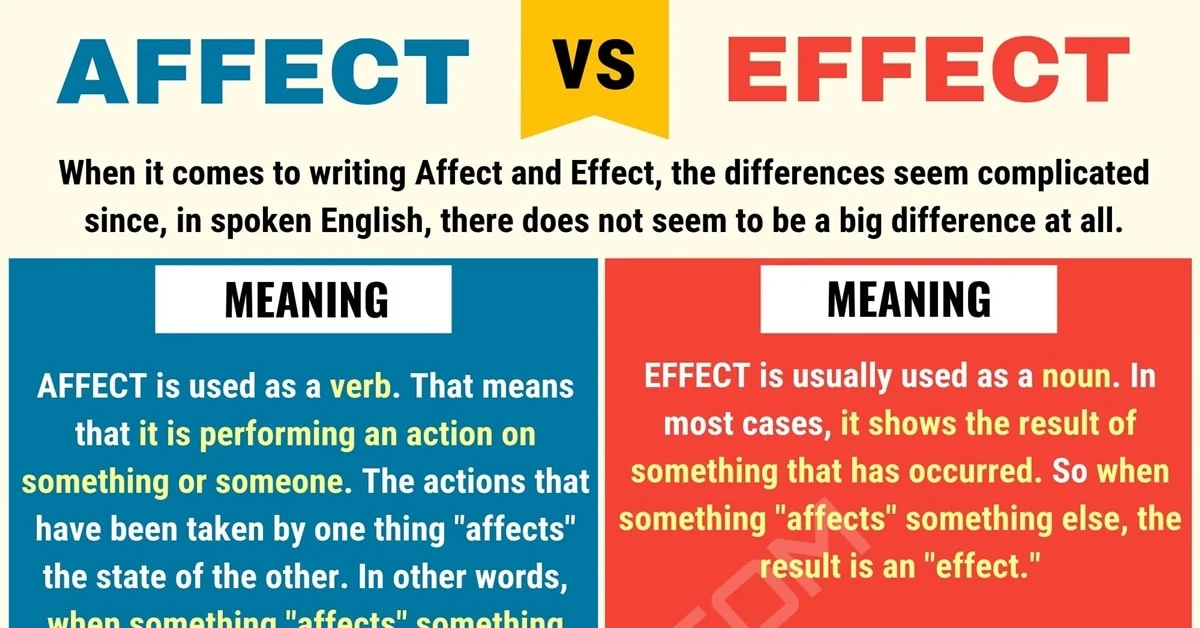 AFFECT VS EFFECT
When it comes to writing Affect and Effect, the differences seem complicated
since, in spoken English, there does not seem to be a big difference at all.
MEANING
AFFECT is used as a verb. That means
that it is performing an action on
something or someone. The actions that
have been taken by one thing "affects"
the state of the other. In other words,
when something "affects" something
MEANING
EFFECT is usually used as a noun. In
most cases, it shows the result of
something that has occurred. So when
something "affects" something else, the
result is an "effect."
.COM